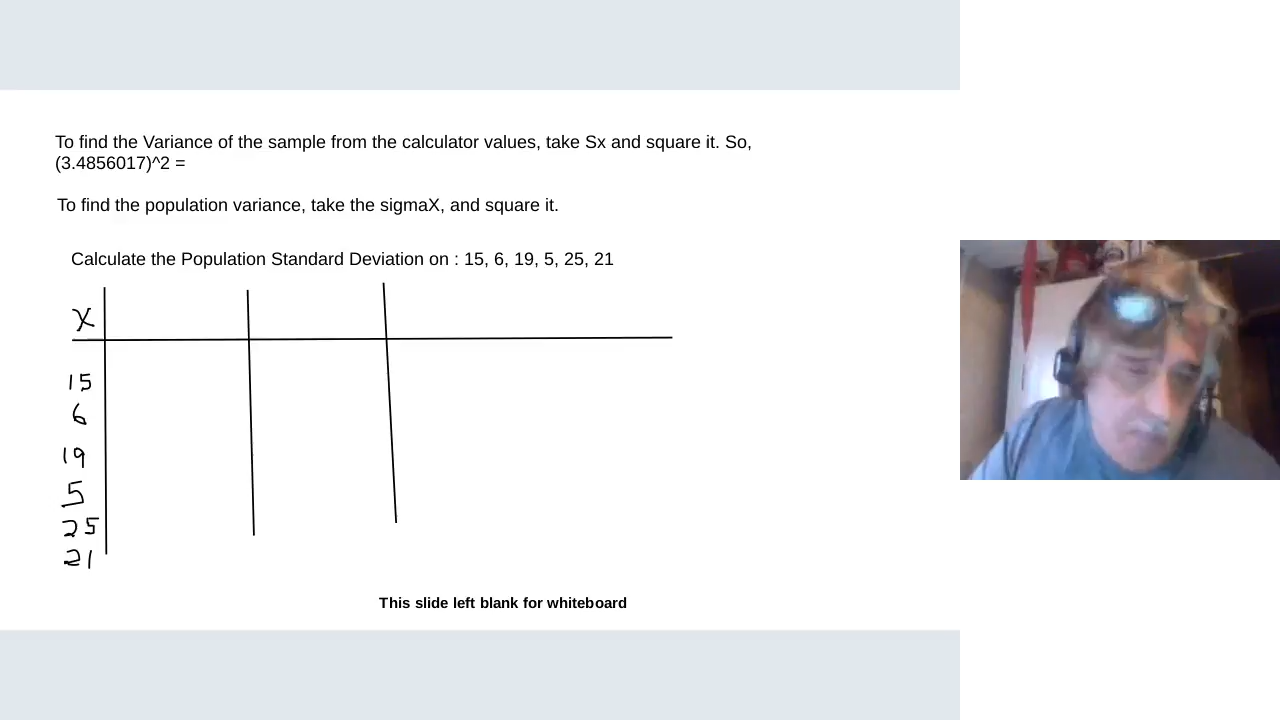 To find the Variance of the sample from the calculator values, take Sx and square it. So,
(3.4856017)^2 =
To find the population variance, take the sigmaX, and square it.
Calculate the Population Standard Deviation on : 15, 6, 19, 5, 25, 21
X
15
6
19
5
25
21
This slide left blank for whiteboard